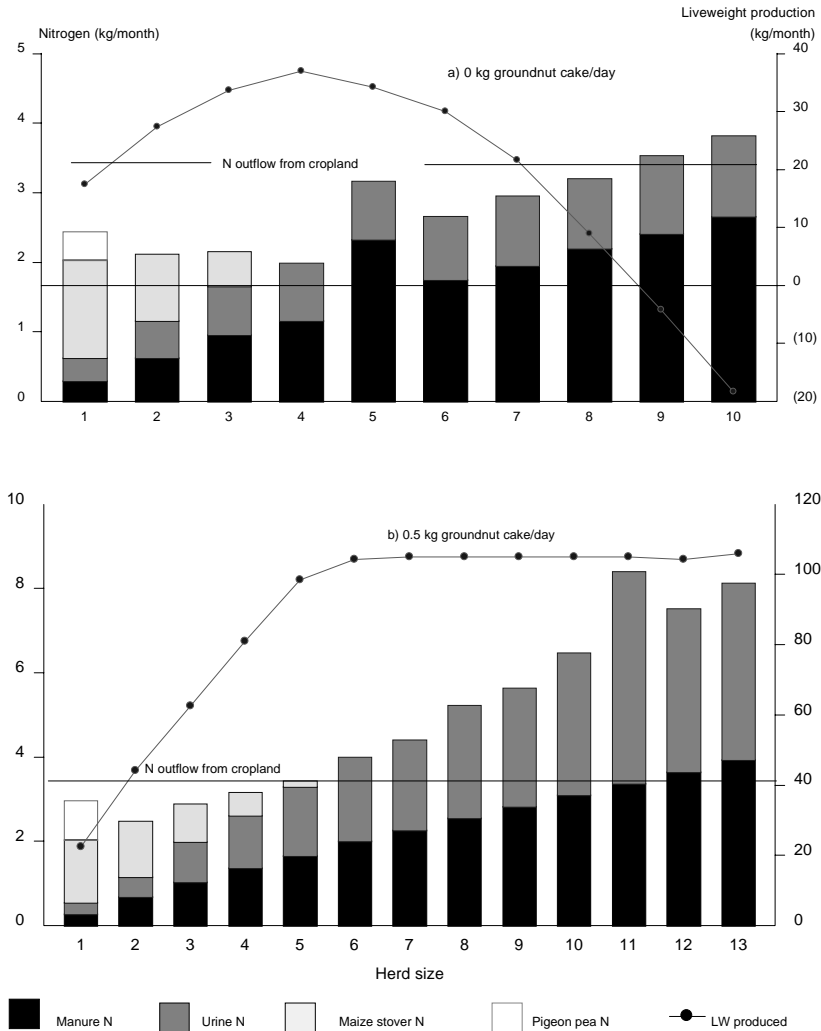 Nitrogen (kg/month)
Liveweight production
(kg/month)
5
40
a) 0 kg groundnut cake/day
4
30
N outflow from cropland
3
20
10
2
0
1
(10)
0
(20)
1 2 3 4 5 6 7 8 9 10
10
120
b) 0.5 kg groundnut cake/day
100
8
80
6
60
4
N outflow from cropland
40
2
20
0
0
1 2 3 4 5 6 7 8 9 10 11 12 13
Herd size
Manure N Urine N Maize stover N Pigeon pea N LW produced